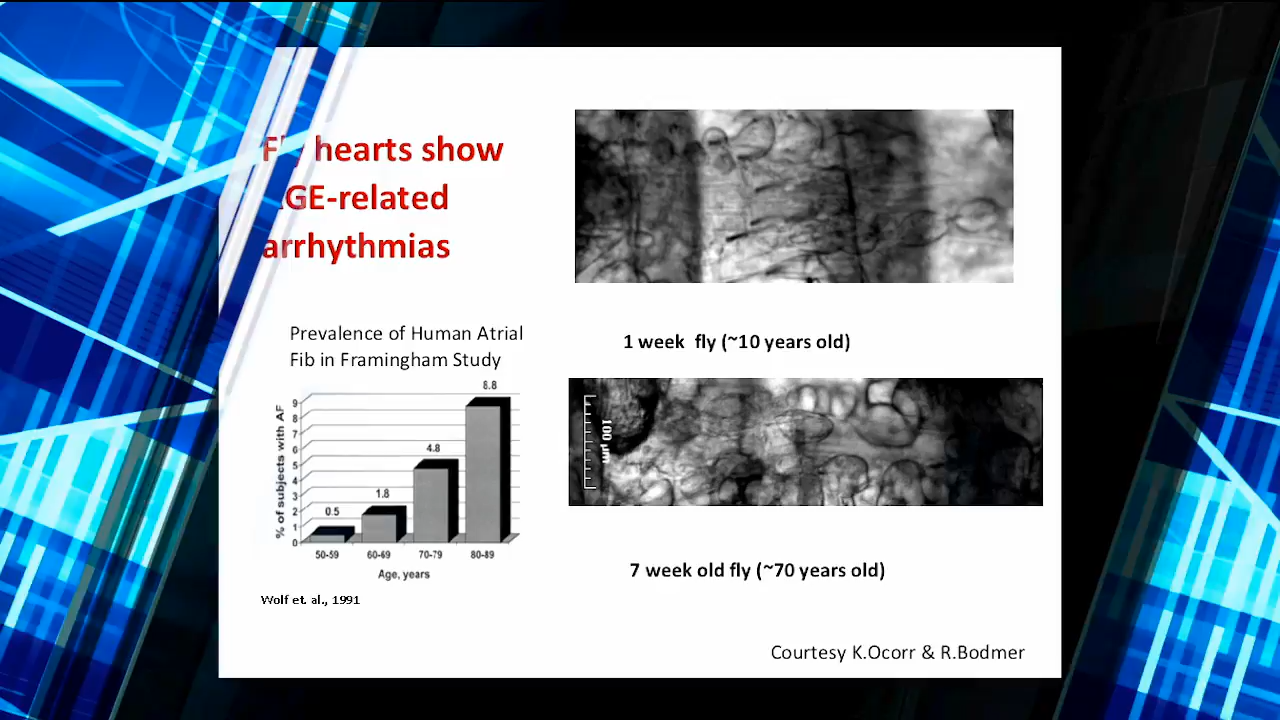 Fly hearts show
AGE-related
arrhythmias
Prevalence of Human Atrial
Fib in Framingham Study
% of subjects with AF
9
8
7
6
5
4
3
2
1
0
0.5
1.8
4.8
8.8
50-59
60-69
70-79
80-89
Age, years
Wolf et. al., 1991
1 week fly (~10 years old)
100 µm
7 week old fly (~70 years old)
Courtesy K.Ocorr & R.Bodmer